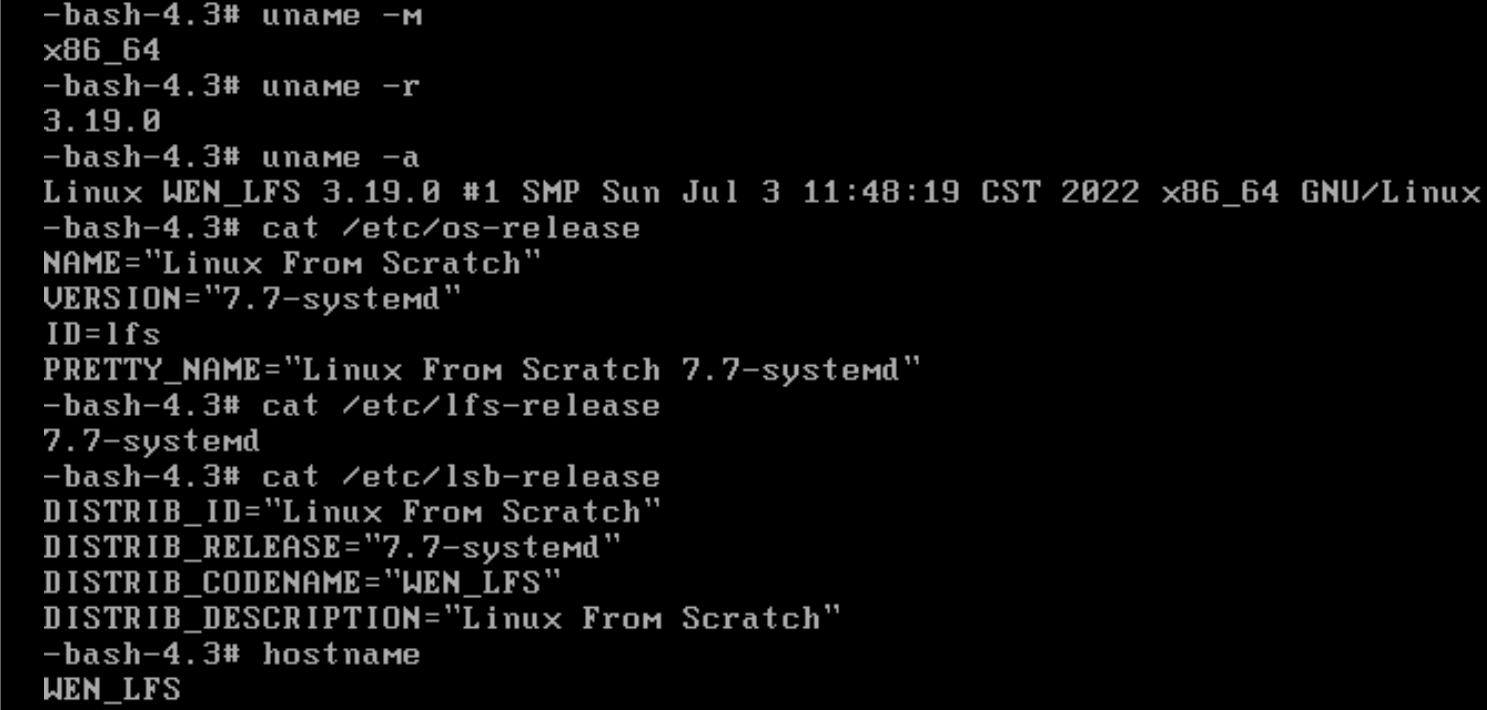 -bash-4.3# uname -m
x86_64
-bash-4.3# uname -r
3.19.0
-bash-4.3# uname -a
Linux WEN_LFS 3.19.0 #1 SMP Sun Jul 3 11:48:19 CST 2022 x86_64 GNU/Linux
-bash-4.3# cat /etc/os-release
NAME="Linux From Scratch"
VERSION="7.7-systemd"
ID=lfs
PRETTY_NAME="Linux From Scratch 7.7-systemd"
-bash-4.3# cat /etc/lfs-release
7.7-systemd
-bash-4.3# cat /etc/lsb-release
DISTRIB_ID="Linux From Scratch"
DISTRIB_RELEASE="7.7-systemd"
DISTRIB_CODENAME="WEN_LFS"
DISTRIB_DESCRIPTION="Linux From Scratch"
-bash-4.3# hostname
WEN_LFS